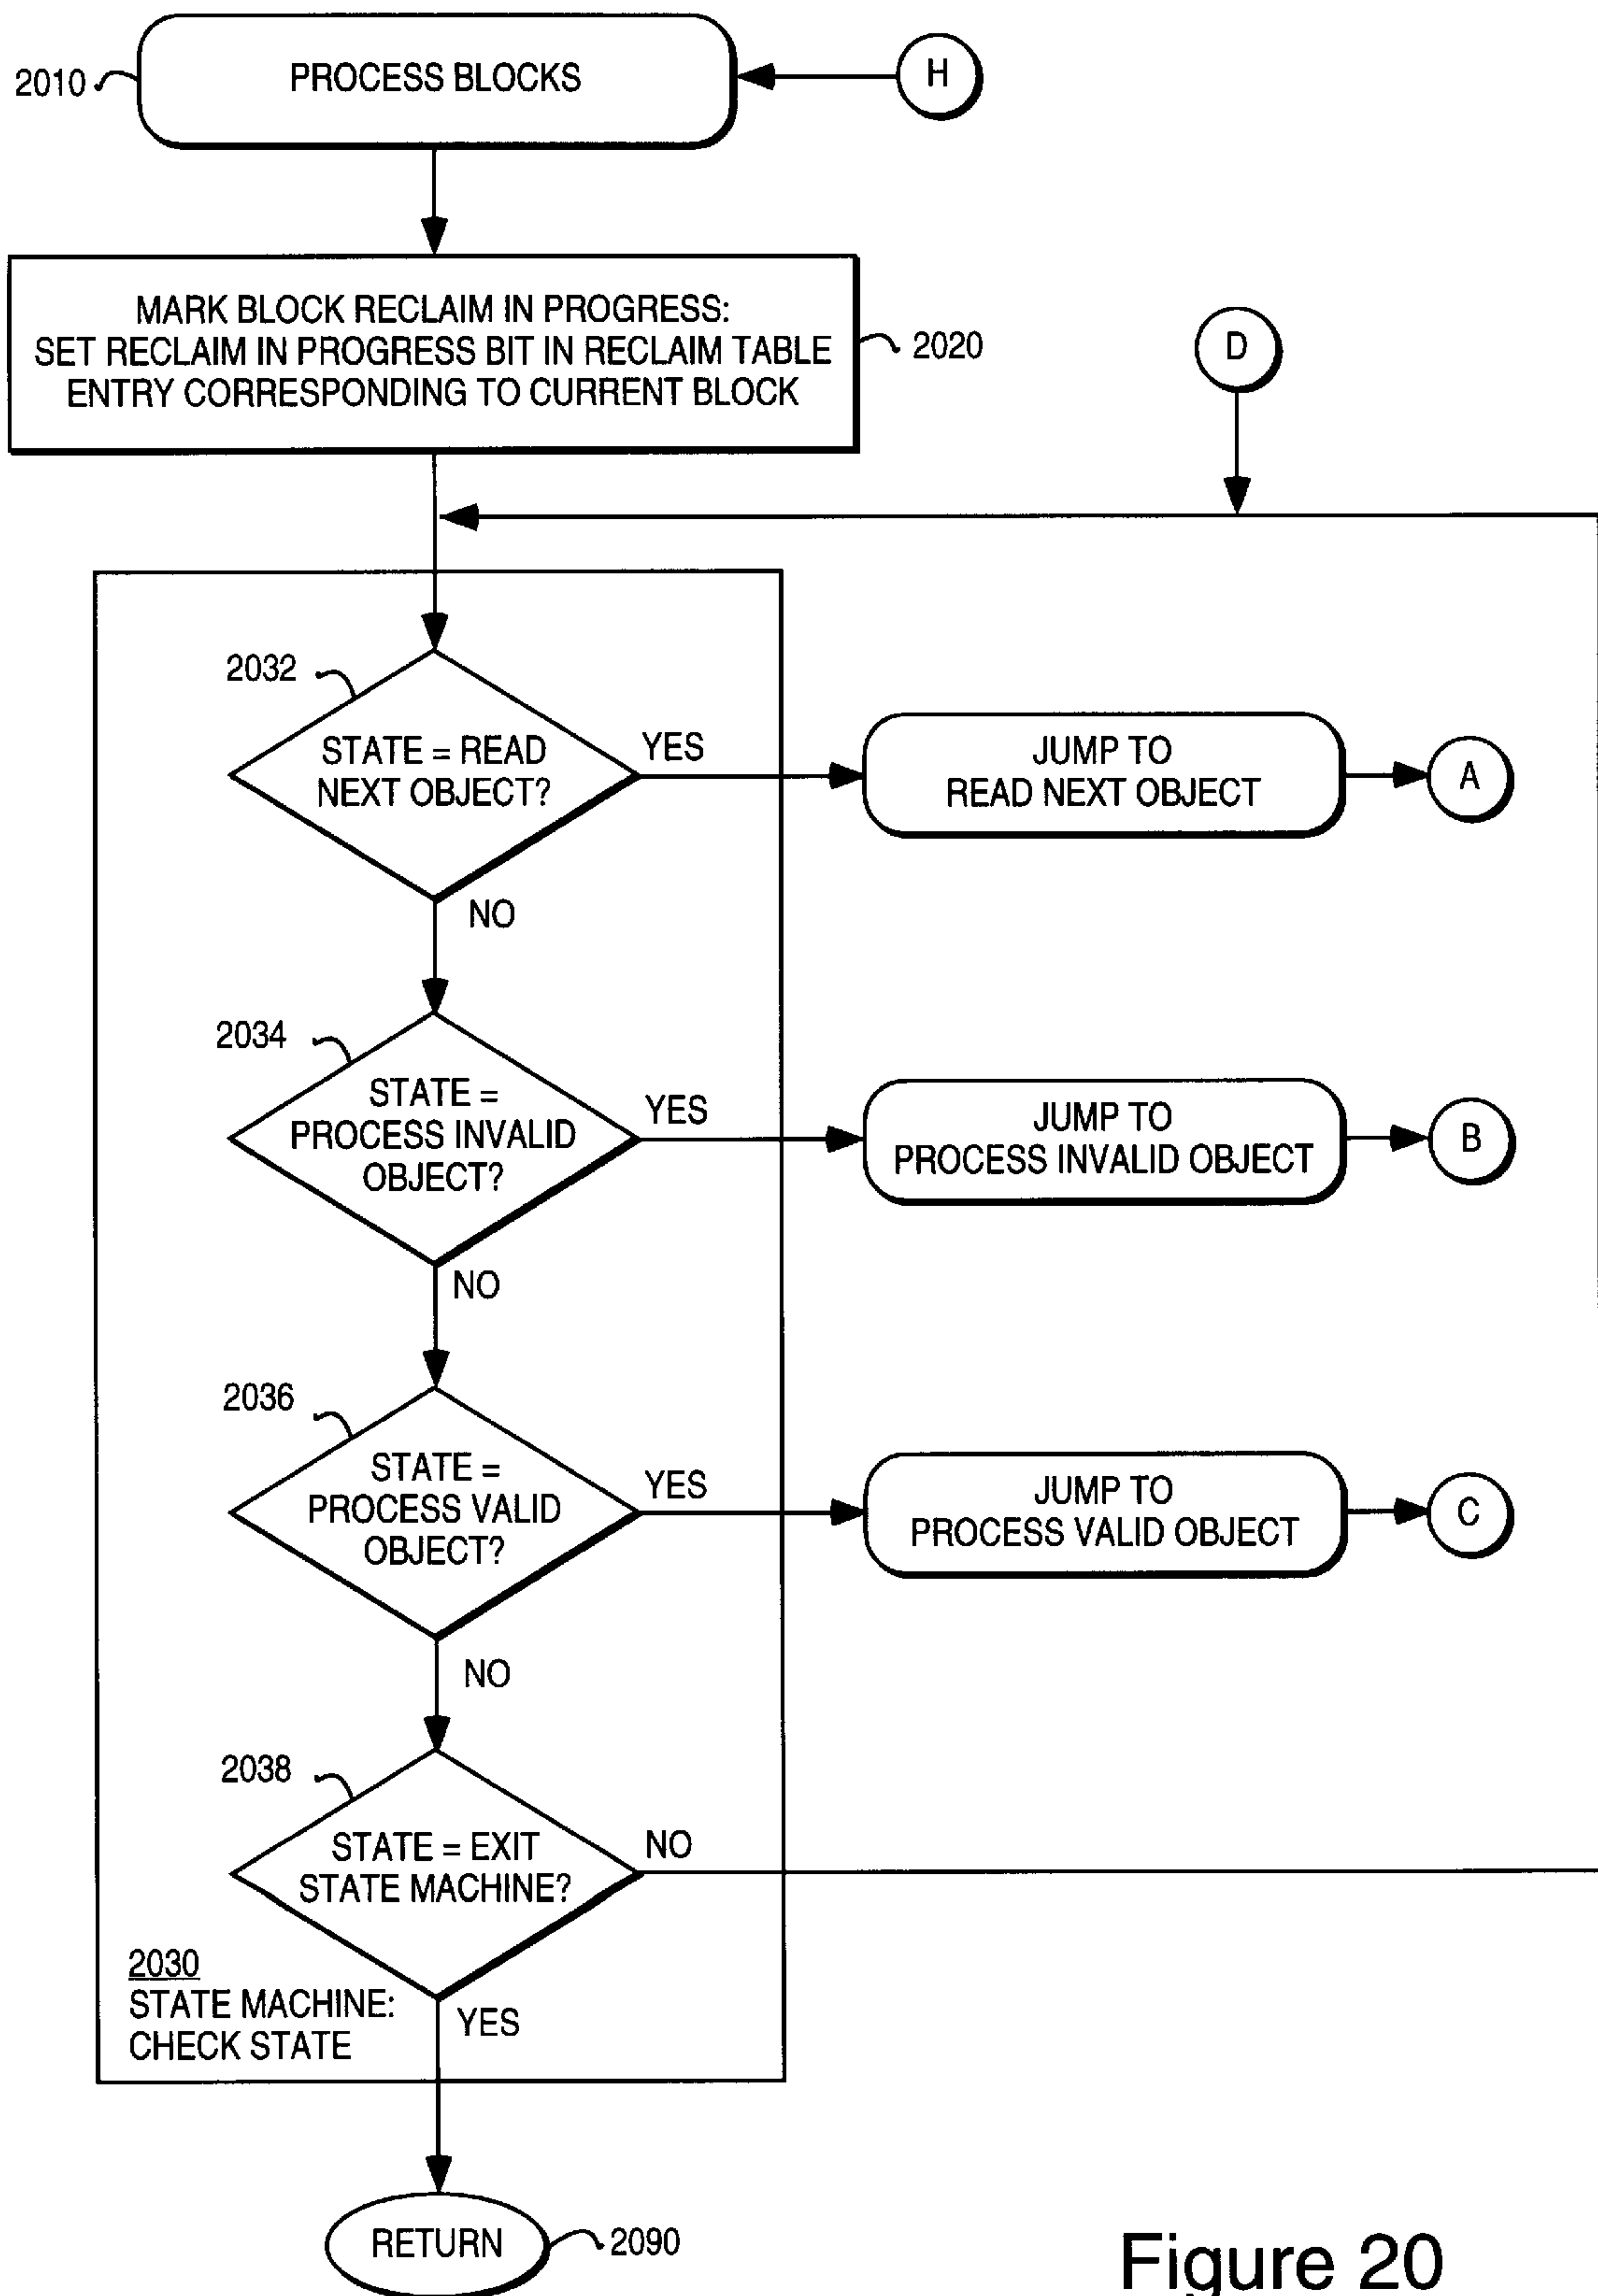 2010
PROCESS BLOCKS
H
MARK BLOCK RECLAIM IN PROGRESS:
SET RECLAIM IN PROGRESS BIT IN RECLAIM TABLE
ENTRY CORRESPONDING TO CURRENT BLOCK
2020
D
2032
STATE = READ
NEXT OBJECT?
YES
JUMP TO
READ NEXT OBJECT
A
NO
2034
STATE =
PROCESS INVALID
OBJECT?
YES
JUMP TO
PROCESS INVALID OBJECT
B
NO
2036
STATE =
PROCESS VALID
OBJECT?
YES
JUMP TO
PROCESS VALID OBJECT
C
NO
2038
STATE = EXIT
STATE MACHINE?
NO
2030
STATE MACHINE:
CHECK STATE
YES
RETURN
2090
Figure 20